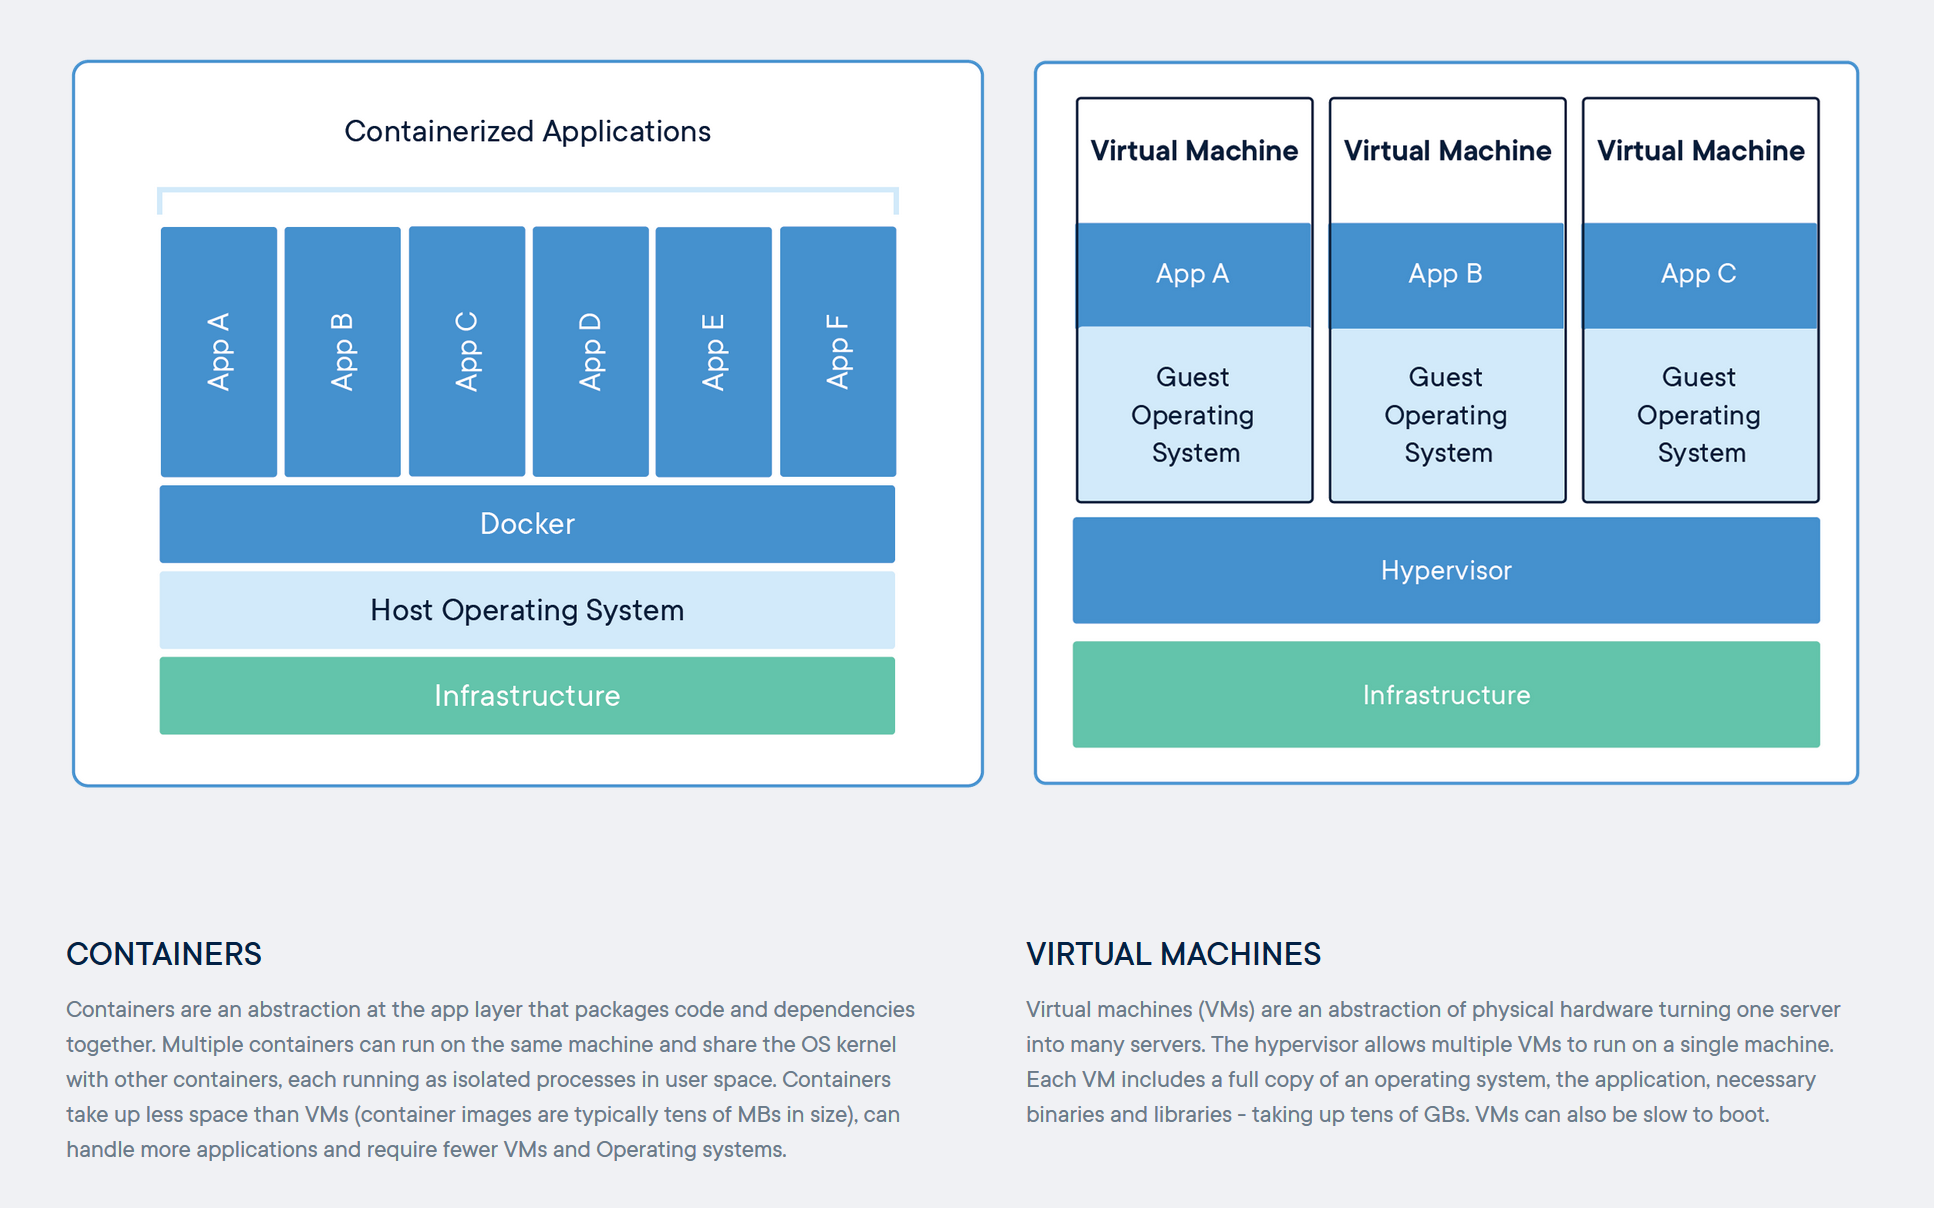 Containerized Applications
App A
App B
App C
App D
App E
App F
Docker
Host Operating System
Infrastructure
Virtual Machine
App A
Guest
Operating
System
Virtual Machine
App B
Guest
Operating
System
Virtual Machine
App C
Guest
Operating
System
Hypervisor
Infrastructure
CONTAINERS
Containers are an abstraction at the app layer that packages code and dependencies
together. Multiple containers can run on the same machine and share the OS kernel
with other containers, each running as isolated processes in user space. Containers
take up less space than VMs (container images are typically tens of MBs in size), can
handle more applications and require fewer VMs and Operating systems.
VIRTUAL MACHINES
Virtual machines (VMs) are an abstraction of physical hardware turning one server
into many servers. The hypervisor allows multiple VMs to run on a single machine.
Each VM includes a full copy of an operating system, the application, necessary
binaries and libraries - taking up tens of GBs. VMs can also be slow to boot.